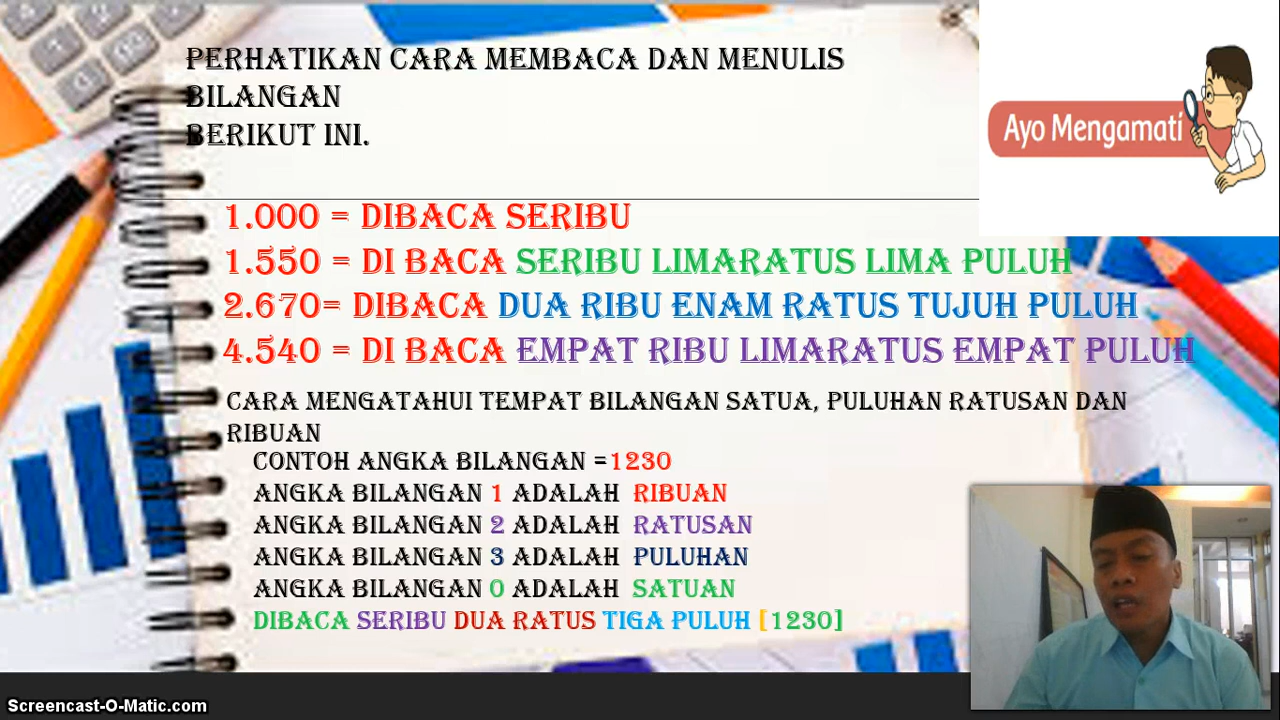 PERHATIKAN CARA MEMBACA DAN MENULIS
BILANGAN
BERIKUT INI.
Ayo Mengamati
1.000 = DIBACA SERIBU
1.550 = DI BACA SERIBU LIMARATUS LIMA PULUH
2.670= DIBACA DUA RIBU ENAM RATUS TUJUH PULUH
4.540 = DI BACA EMPAT RIBU LIMARATUS EMPAT PULUH
CARA MENGATAHUI TEMPAT BILANGAN SATUA, PULUHAN RATUSAN DAN
RIBUAN
CONTOH ANGKA BILANGAN =1230
ANGKA BILANGAN 1 ADALAH RIBUAN
ANGKA BILANGAN 2 ADALAH RATUSAN
ANGKA BILANGAN 3 ADALAH PULUHAN
ANGKA BILANGAN 0 ADALAH SATUAN
DIBACA SERIBU DUA RATUS TIGA PULUH [1230]
Screencast-O-Matic.com